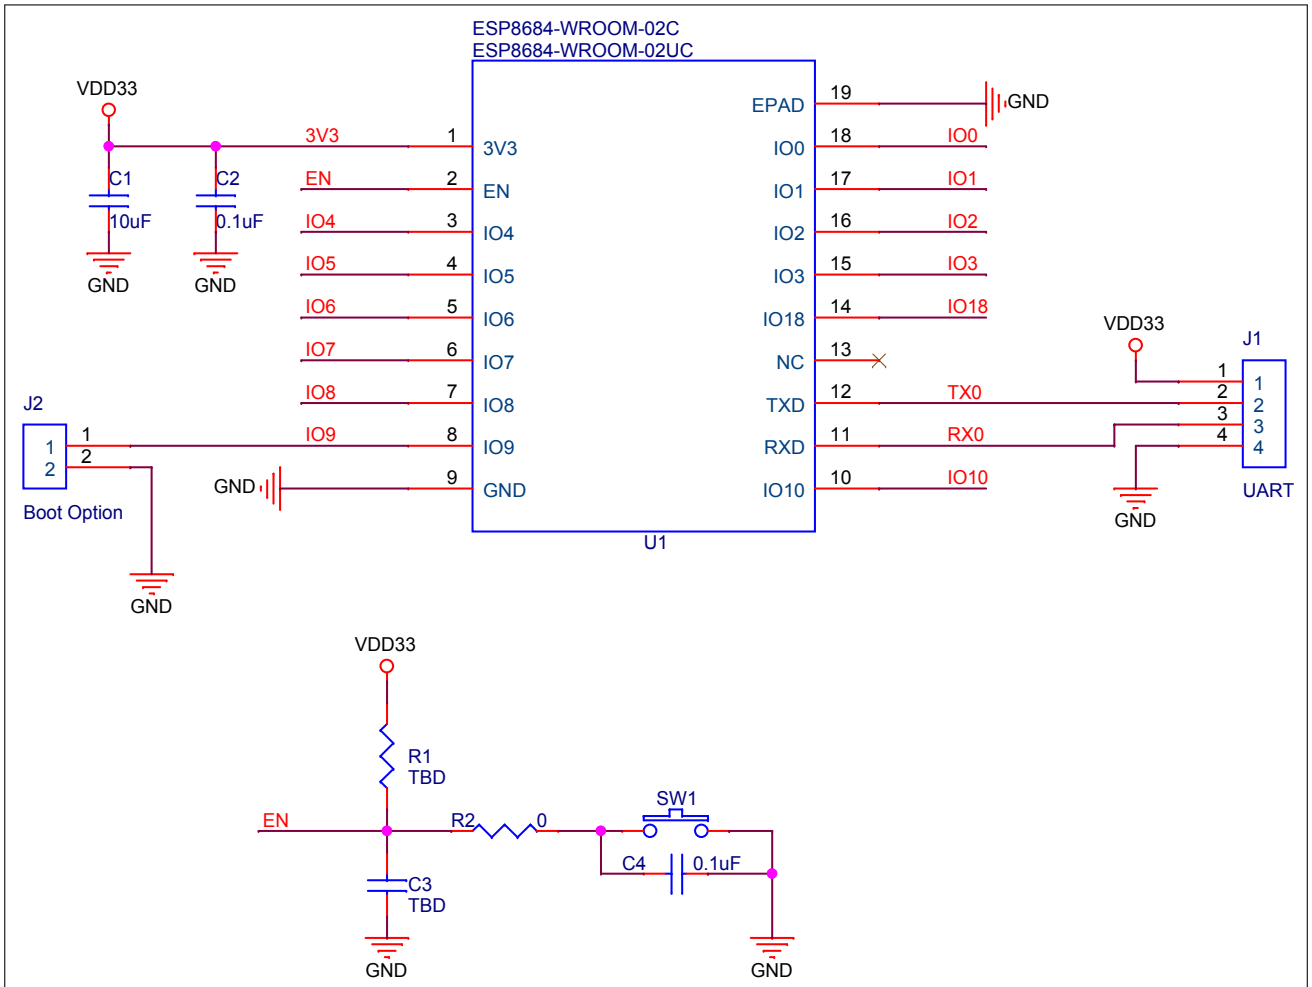 ESP8684-WROOM-02C
ESP8684-WROOM-02UC
VDD33
3V3
1
3V3
C1
10uF
GND
C2
0.1uF
GND
EN
2
EN
IO4
3
IO4
IO5
4
IO5
IO6
5
IO6
IO7
6
IO7
IO8
7
IO8
J2
1
1
2
2
Boot Option
GND
IO9
8
IO9
GND
9
GND
EPAD
19
GND
IO0
18
IO0
IO1
17
IO1
IO2
16
IO2
IO3
15
IO3
IO18
14
IO18
NC
13
TXD
12
TX0
RXD
11
RX0
IO10
10
IO10
U1
VDD33
J1
1
1
2
2
3
3
4
4
UART
GND
VDD33
R1
TBD
EN
R2
0
SW1
C4
0.1uF
C3
TBD
GND
GND